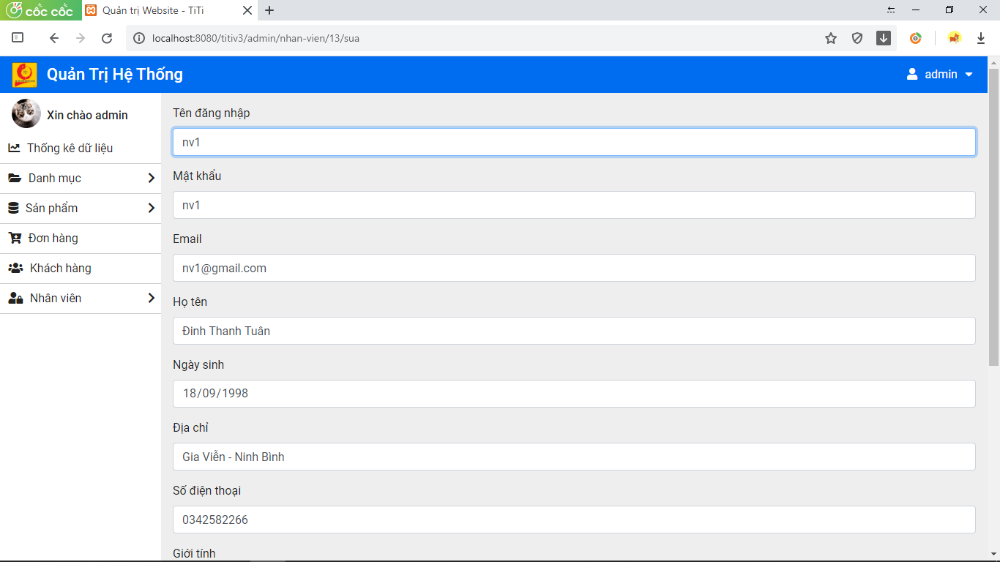 cốc cốc
Quản trị Website - TiTi
localhost:8080/titiv3/admin/nhan-vien/13/sua
Quản Trị Hệ Thống
admin
Xin chào admin
Thống kê dữ liệu
Danh mục
Sản phẩm
Đơn hàng
Khách hàng
Nhân viên
Tên đăng nhập
nv1
Mật khẩu
nv1
Email
nv1@gmail.com
Họ tên
Đinh Thanh Tuân
Ngày sinh
18/09/1998
Địa chỉ
Gia Viễn - Ninh Bình
Số điện thoại
0342582266
Giới tính